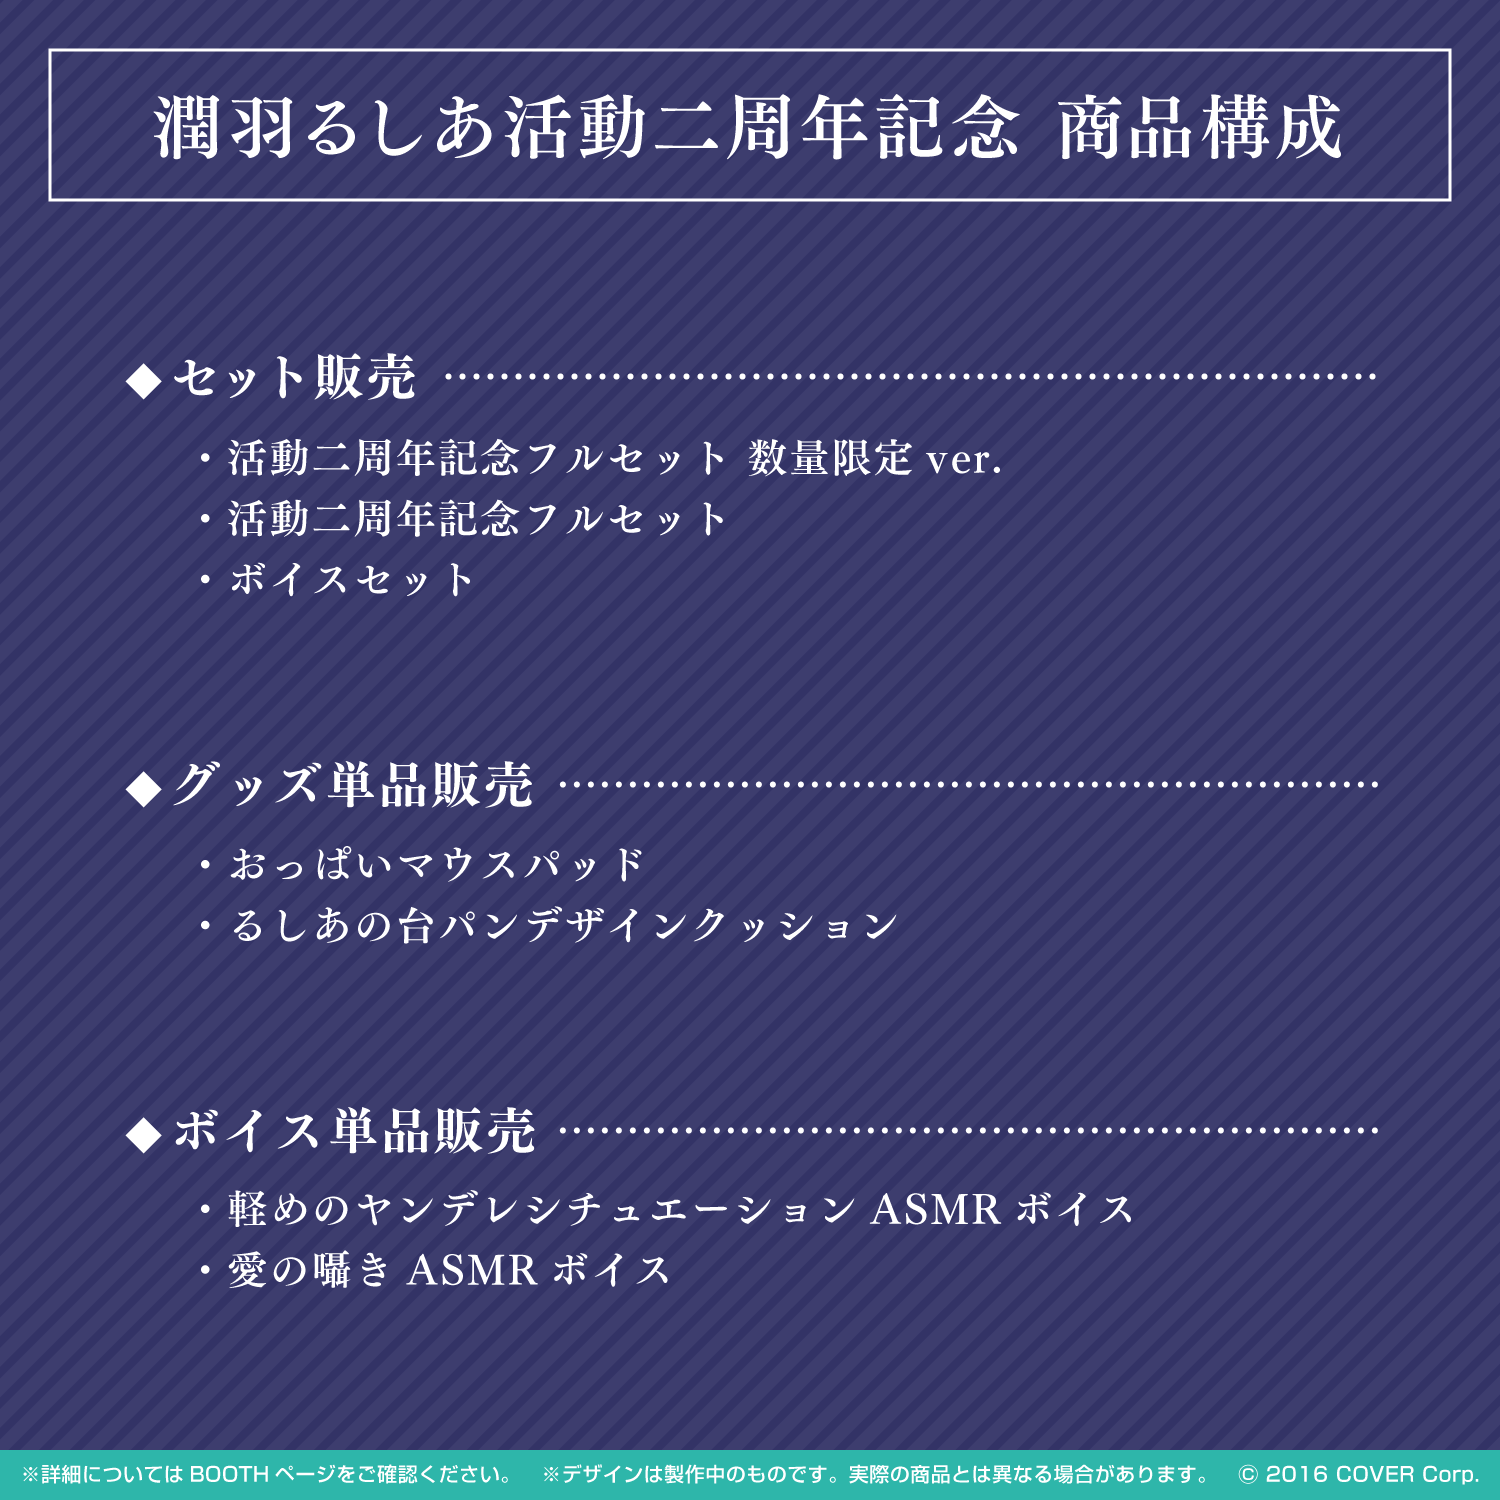 潤羽るしあ活動二周年記念 商品構成
◆セット販売
・活動二周年記念フルセット 数量限定 ver.
・活動二周年記念フルセット
・ボイスセット
◆グッズ単品販売
・おっぱいマウスパッド
・るしあの台パンデザインクッション
◆ボイス単品販売
・軽めのヤンデレシチュエーション ASMR ボイス
・愛の囁き ASMR ボイス
※詳細については BOOTH ページをご確認ください。 ※デザインは製作中のものです。実際の商品とは異なる場合があります。 © 2016 COVER Corp.